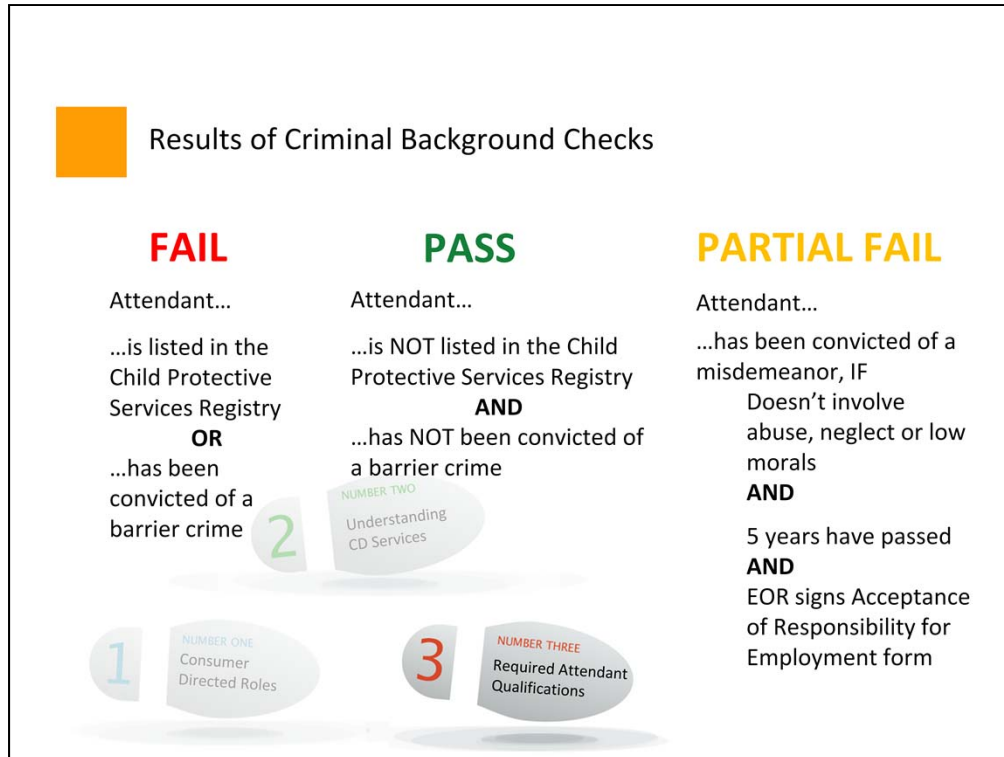 Results of Criminal Background Checks
FAIL
Attendant…
…is listed in the
Child Protective
Services Registry
OR
…has been
convicted of a
barrier crime
PASS
Attendant…
…is NOT listed in the Child
Protective Services Registry
AND
…has NOT been convicted of
a barrier crime
PARTIAL FAIL
Attendant…
…has been convicted of a
misdemeanor, IF
Doesn’t involve
abuse, neglect or low
morals
AND
5 years have passed
AND
EOR signs Acceptance
of Responsibility for
Employment form
2
NUMBER TWO
Understanding
CD Services
1
NUMBER ONE
Consumer
Directed Roles
3
NUMBER THREE
Required Attendant
Qualifications